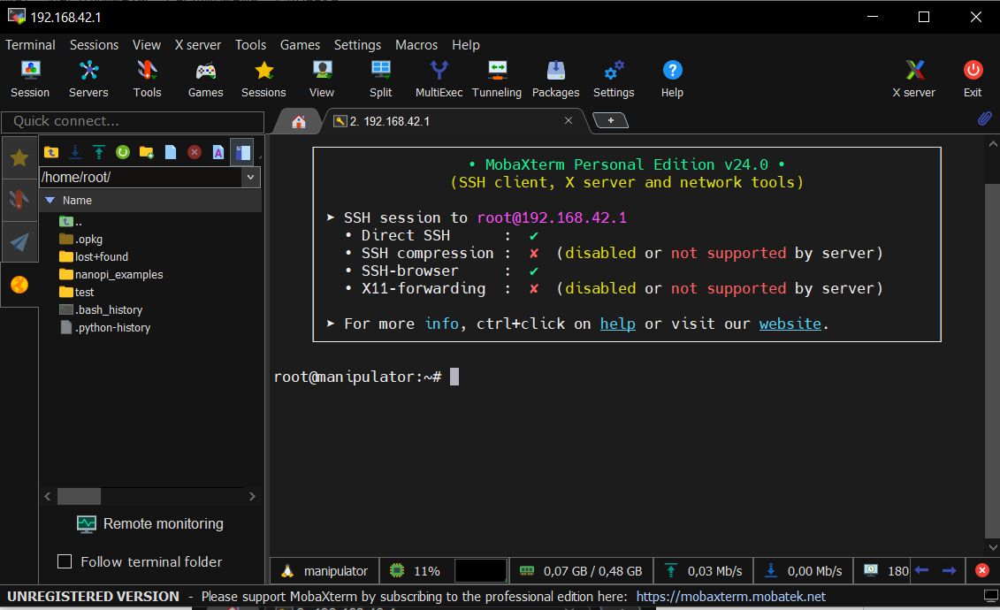 192.168.42.1
Terminal Sessions View X server Tools Games Settings Macros Help
Session Servers Tools Games Sessions View Split MultiExec Tunneling Packages Settings Help X server Exit
Quick connect...
2. 192.168.42.1
/home/root/
Name
..
.opkg
lost+found
nanopi_examples
test
.bash_history
.python-history
Remote monitoring
Follow terminal folder
• MobaXterm Personal Edition v24.0 •
(SSH client, X server and network tools)
➤ SSH session to root@192.168.42.1
• Direct SSH : ✔
• SSH compression : ✘ (disabled or not supported by server)
• SSH-browser : ✔
• X11-forwarding : ✘ (disabled or not supported by server)
➤ For more info, ctrl+click on help or visit our website.
root@manipulator:~#
manipulator 11% 0,07 GB / 0,48 GB 0,03 Mb/s 0,00 Mb/s 180
UNREGISTERED VERSION - Please support MobaXterm by subscribing to the professional edition here: https://mobaxterm.mobatek.net